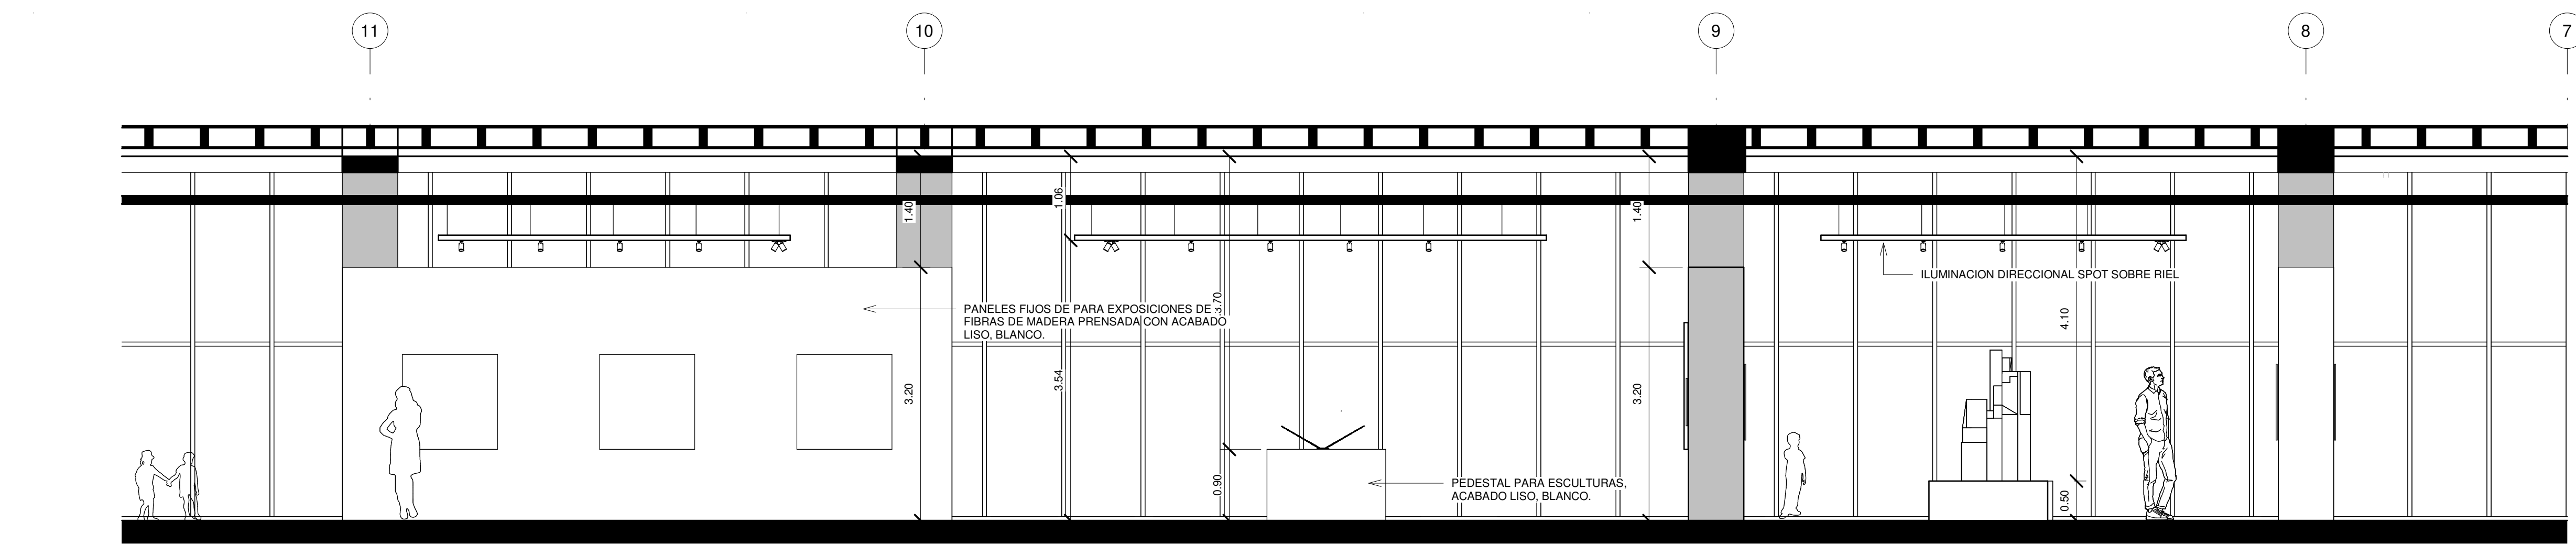 11
10
9
8
7
1.40
1.06
3.70
1.40
ILUMINACION DIRECCIONAL SPOT SOBRE RIEL
PANELES FIJOS DE PARA EXPOSICIONES DE
FIBRAS DE MADERA PRENSADA CON ACABADO
LISO, BLANCO.
4.10
3.20
3.54
3.20
0.90
PEDESTAL PARA ESCULTURAS,
ACABADO LISO, BLANCO.
0.50